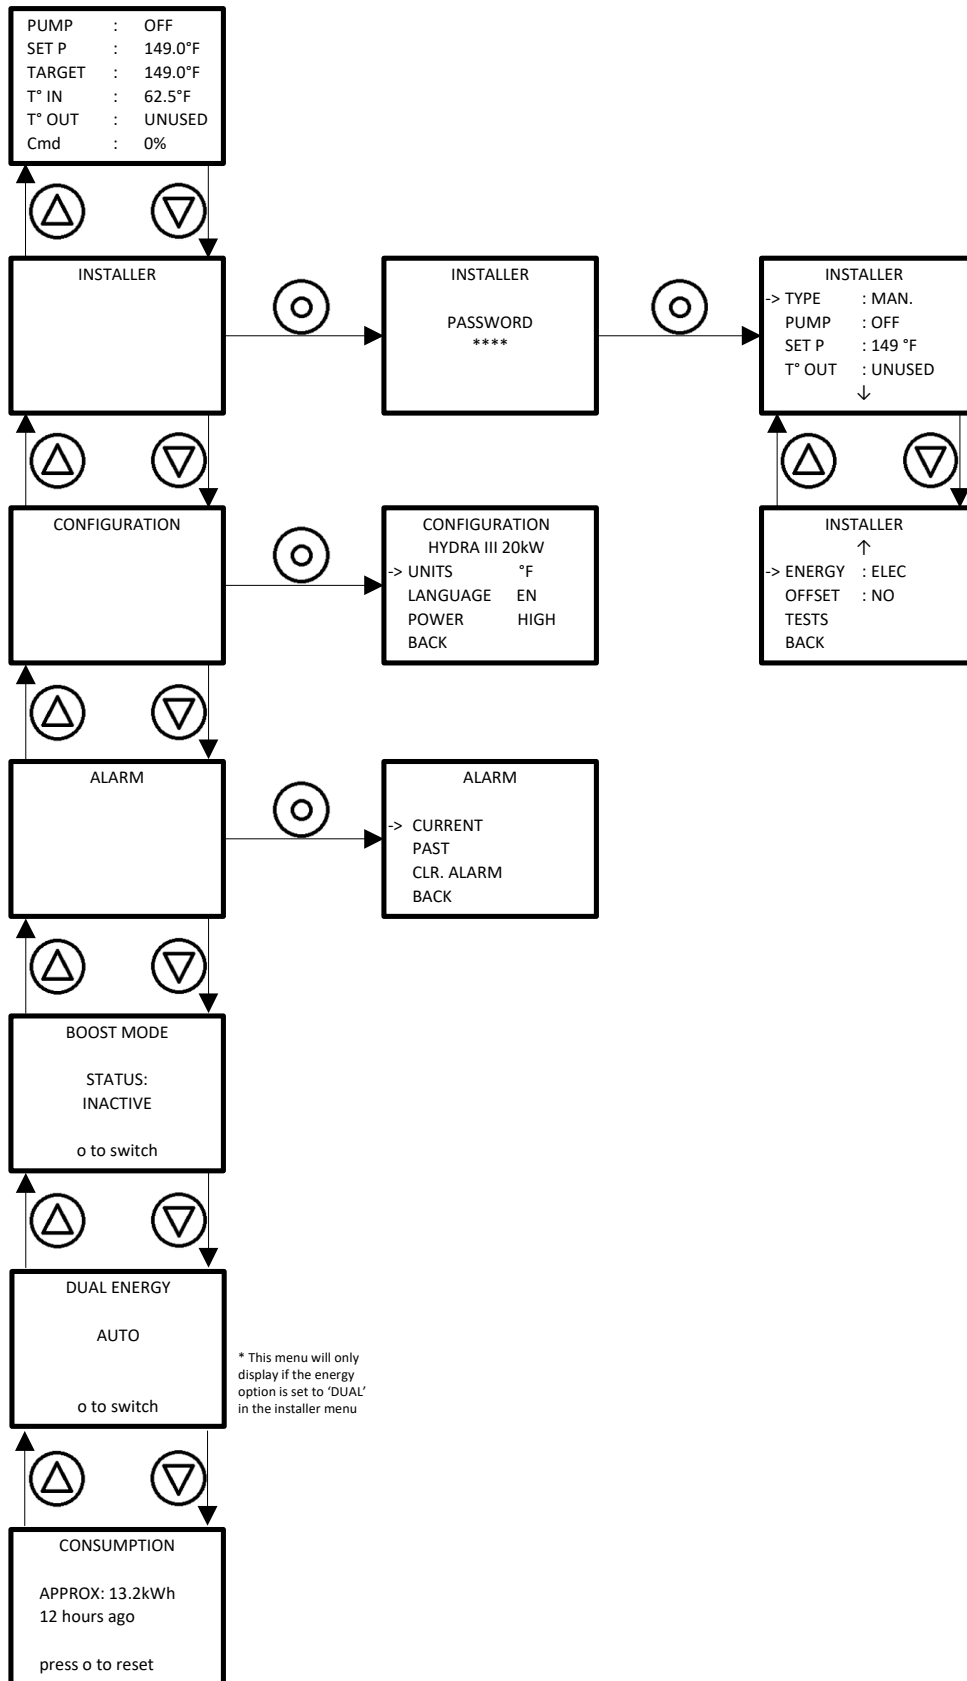 PUMP : OFF
SET P : 149.0°F
TARGET : 149.0°F
T° IN : 62.5°F
T° OUT : UNUSED
Cmd : 0%
INSTALLER
INSTALLER
PASSWORD
****
INSTALLER
-> TYPE : MAN.
PUMP : OFF
SET P : 149 °F
T° OUT : UNUSED
↓
CONFIGURATION
CONFIGURATION
HYDRA III 20kW
-> UNITS °F
LANGUAGE EN
POWER HIGH
BACK
INSTALLER
↑
-> ENERGY : ELEC
OFFSET : NO
TESTS
BACK
ALARM
ALARM
-> CURRENT
PAST
CLR. ALARM
BACK
BOOST MODE
STATUS:
INACTIVE
o to switch
DUAL ENERGY
AUTO
o to switch
* This menu will only
display if the energy
option is set to ‘DUAL’
in the installer menu
CONSUMPTION
APPROX: 13.2kWh
12 hours ago
press o to reset